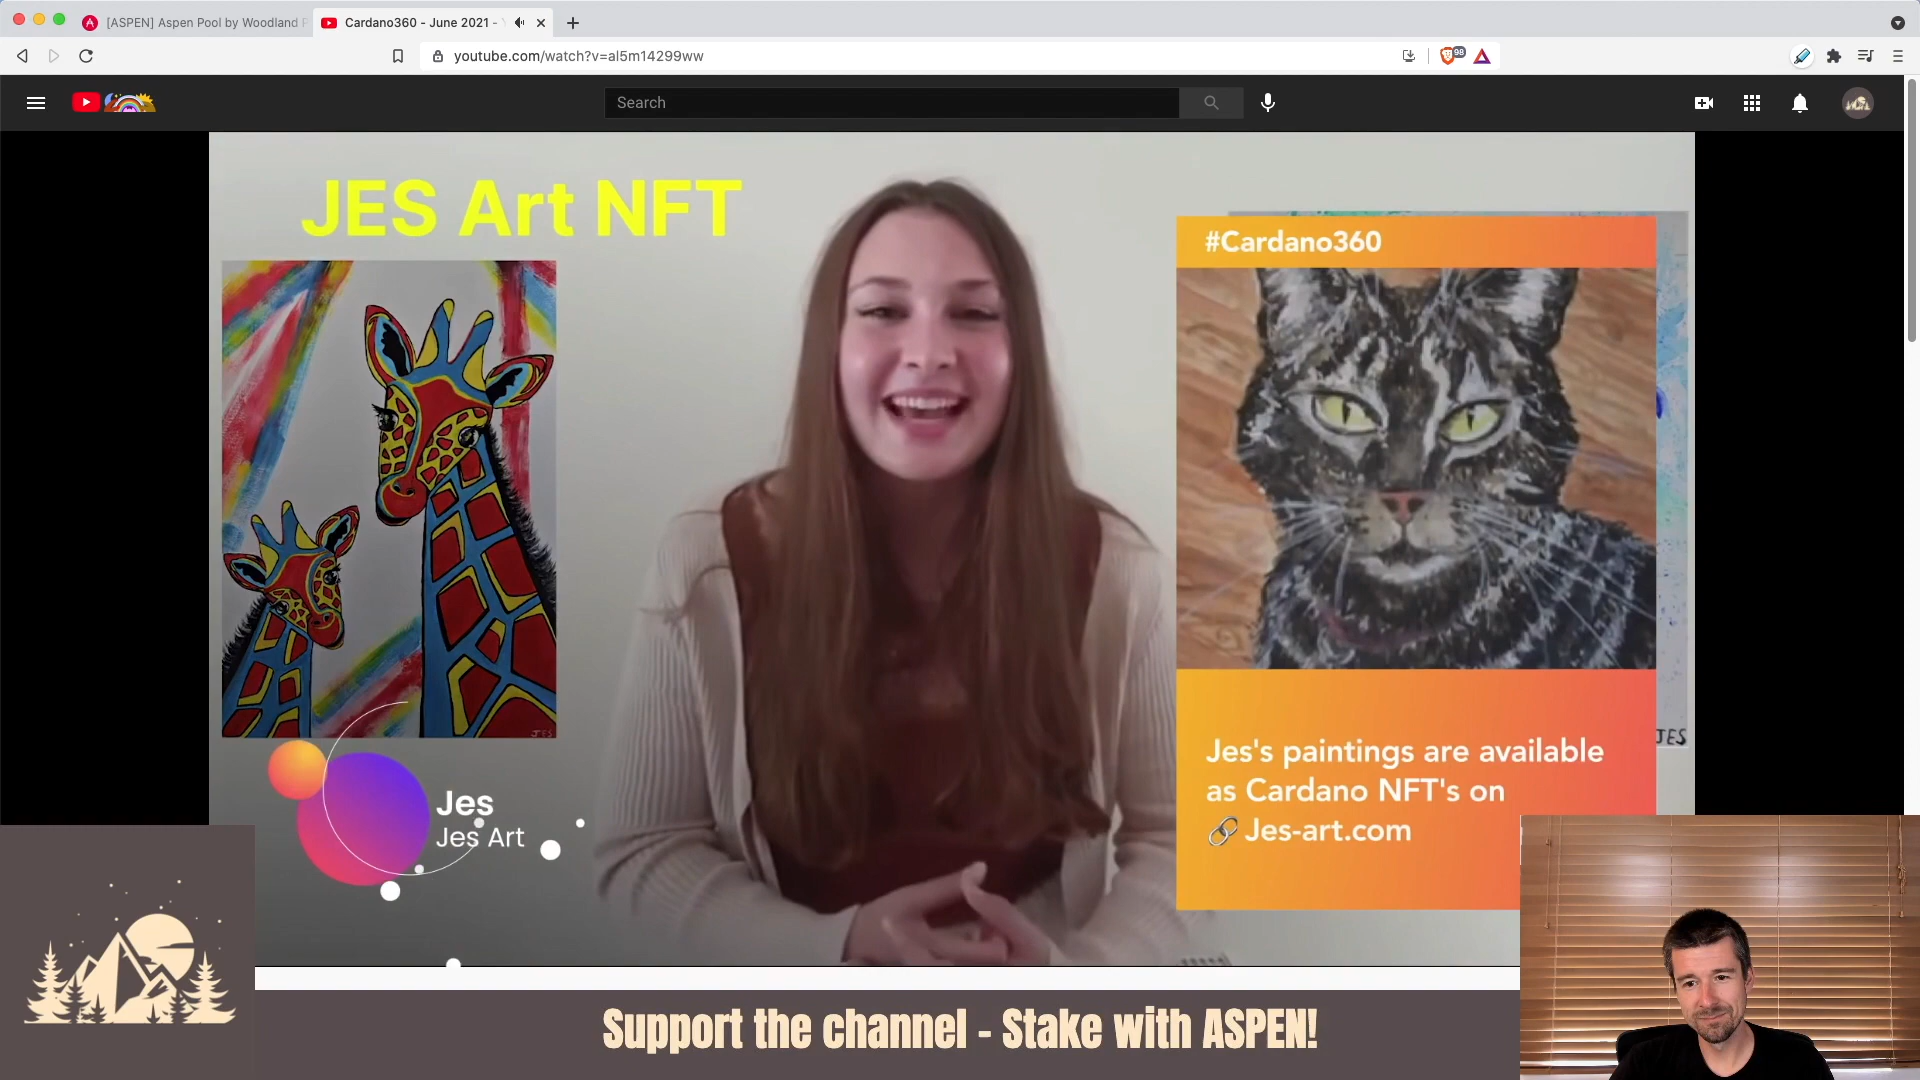 [ASPEN] Aspen Pool by Woodland P
Cardano360 - June 2021 - Y
youtube.com/watch?v=al5m14299ww
98
Search
JES Art NFT
#Cardano360
JES
JES
Jes's paintings are available
as Cardano NFT's on
Jes-art.com
Jes
Jes Art
Support the channel - Stake with ASPEN!